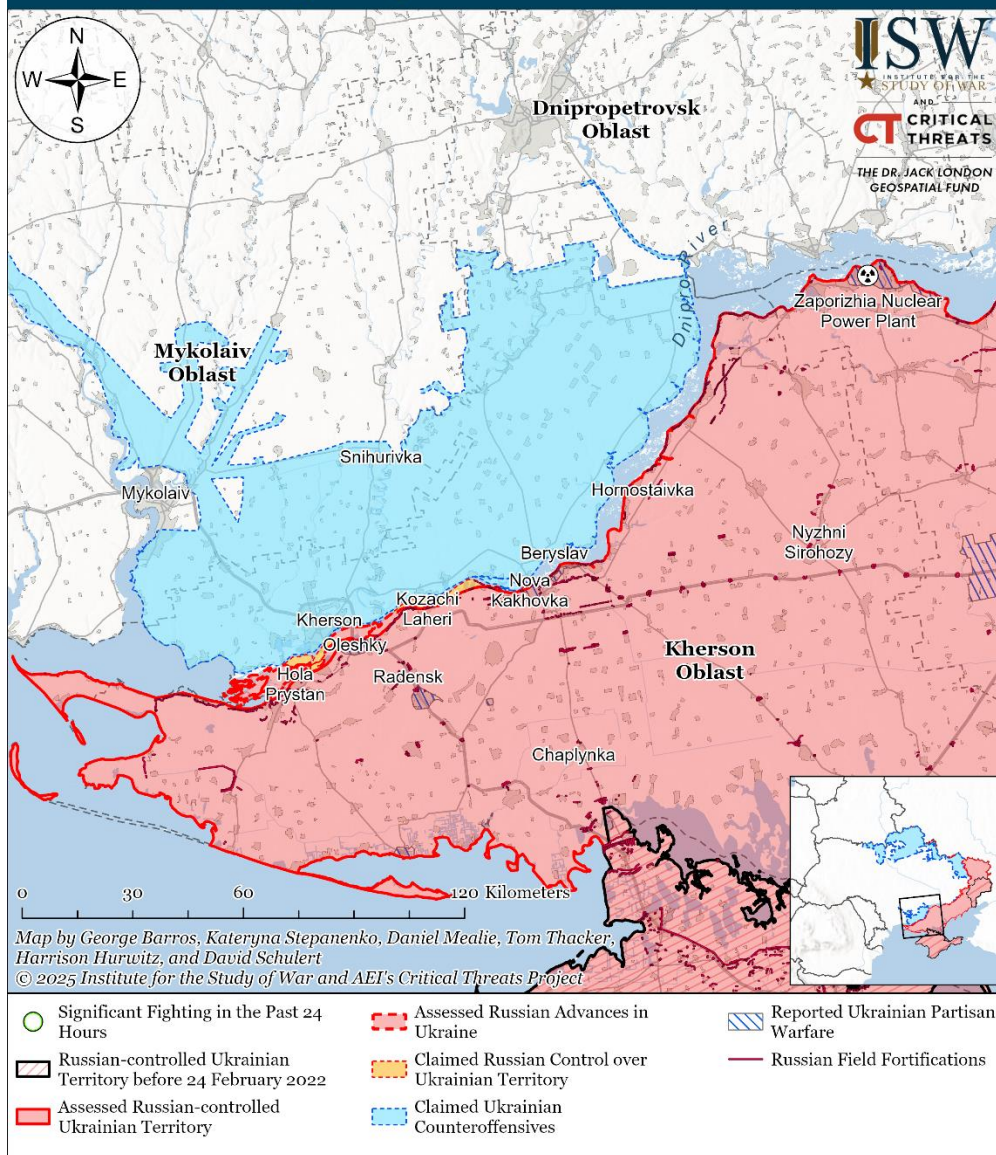 N
W E
S
ISW
INSTITUTE FOR THE
STUDY OF WAR
AND
CT CRITICAL
THREATS
THE DR. JACK LONDON
GEOSPATIAL FUND
Dnipropetrovsk
Oblast
Dnipro River
Zaporizhia Nuclear
Power Plant
Mykolaiv
Oblast
Snihurivka
Mykolaiv
Hornostaivka
Nyzhni
Sirohozy
Beryslav
Nova
Kakhovka
Kozachi
Laheri
Kherson
Oleshky
Kherson
Oblast
Hola
Prystan
Radensk
Chaplynka
0 30 60 120 Kilometers
Map by George Barros, Kateryna Stepanenko, Daniel Mealie, Tom Thacker,
Harrison Hurwitz, and David Schulert
© 2025 Institute for the Study of War and AEI's Critical Threats Project
Significant Fighting in the Past 24
Hours
Russian-controlled Ukrainian
Territory before 24 February 2022
Assessed Russian-controlled
Ukrainian Territory
Assessed Russian Advances in
Ukraine
Claimed Russian Control over
Ukrainian Territory
Claimed Ukrainian
Counteroffensives
Reported Ukrainian Partisan
Warfare
Russian Field Fortifications